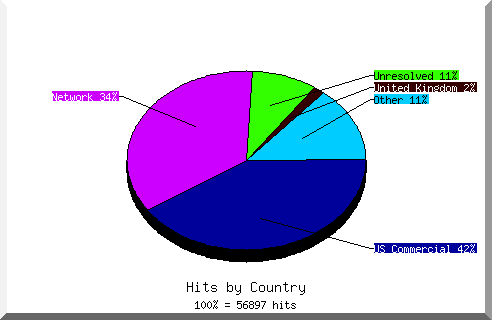 Unresolved 11%
United Kingdom 2%
Other 11%
Network 34%
US Commercial 42%
Hits by Country
100% = 56897 hits